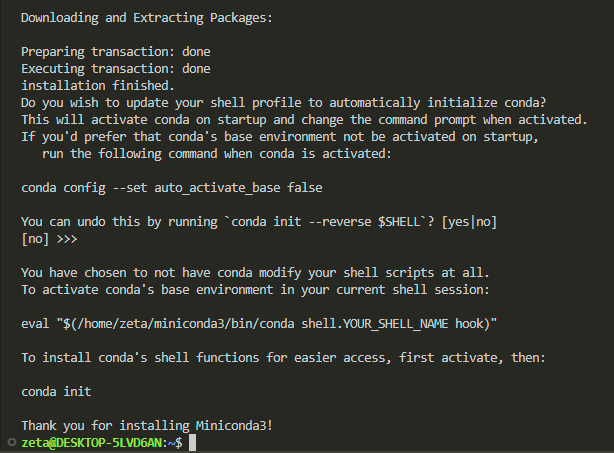 Downloading and Extracting Packages:
Preparing transaction: done
Executing transaction: done
installation finished.
Do you wish to update your shell profile to automatically initialize conda?
This will activate conda on startup and change the command prompt when activated.
If you'd prefer that conda's base environment not be activated on startup,
   run the following command when conda is activated:
conda config --set auto_activate_base false
You can undo this by running `conda init --reverse $SHELL`? [yes|no]
[no] >>>
You have chosen to not have conda modify your shell scripts at all.
To activate conda's base environment in your current shell session:
eval "$(/home/zeta/miniconda3/bin/conda shell.YOUR_SHELL_NAME hook)"
To install conda's shell functions for easier access, first activate, then:
conda init
Thank you for installing Miniconda3!
zeta@DESKTOP-5LVD6AN:~$